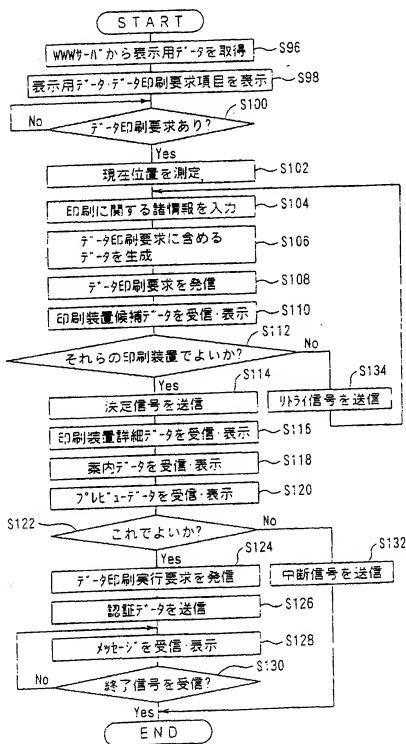 START
WWWｻｰﾊﾞから表示用データを取得
S96
表示用データ･データ印刷要求項目を表示
S98
S100
No
ﾃﾞｰﾀ印刷要求あり?
Yes
現在位置を測定
S102
印刷に関する諸情報を入力
S104
ﾃﾞｰﾀ印刷要求に含める
データを生成
S106
ﾃﾞｰﾀ印刷要求を発信
S108
印刷装置候補データを受信･表示
S110
S112
それらの印刷装置でよいか?
No
Yes
S114
S134
決定信号を送信
ﾘﾄﾗｲ信号を送信
印刷装置詳細データを受信･表示
S116
案内データを受信･表示
S118
ﾌﾟﾚﾋﾞｭｰデータを受信･表示
S120
S122
これでよいか?
No
Yes
S124
S132
データ印刷実行要求を発信
中断信号を送信
認証データを送信
S126
ﾒｯｾｰｼﾞを受信･表示
S128
S130
No
終了信号を受信?
Yes
END